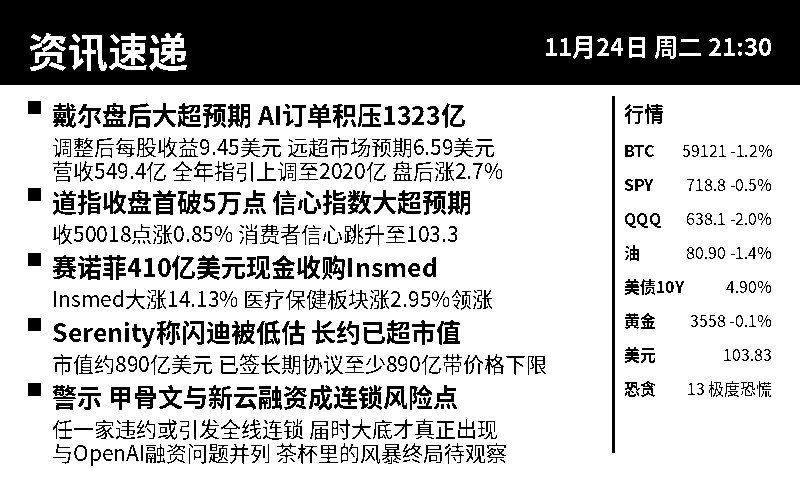 资讯速递
11月24日 周二 21:30
戴尔盘后大超预期 AI订单积压1323亿
调整后每股收益9.45美元 远超市场预期6.59美元
营收549.4亿 全年指引上调至2020亿 盘后涨2.7%
道指收盘首破5万点 信心指数大超预期
收50018点涨0.85% 消费者信心跳升至103.3
赛诺菲410亿美元现金收购Insmed
Insmed大涨14.13% 医疗保健板块涨2.95%领涨
Serenity称闪迪被低估 长约已超市值
市值约890亿美元 已签长期协议至少890亿带价格下限
警示 甲骨文与新云融资成连锁风险点
任一家违约或引发全线连锁 届时大底才真正出现
与OpenAI融资问题并列 茶杯里的风暴终局待观察
行情
BTC 59121 -1.2%
SPY 718.8 -0.5%
QQQ 638.1 -2.0%
油 80.90 -1.4%
美债10Y 4.90%
黄金 3558 -0.1%
美元 103.83
恐贪 13 极度恐慌